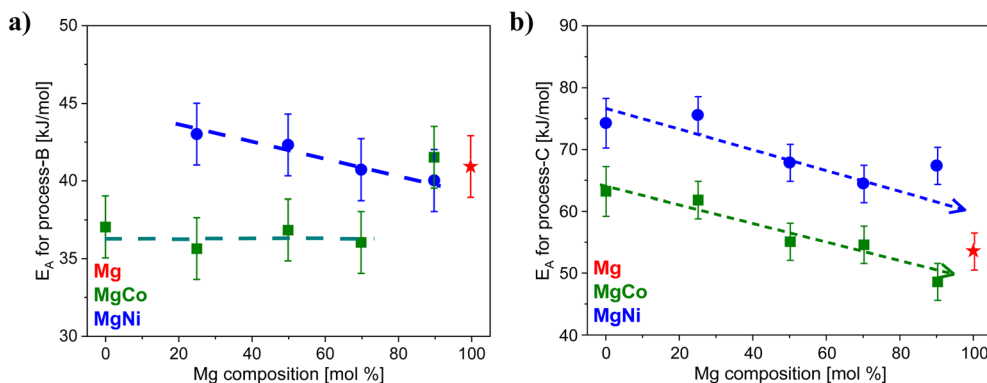 a)
E_A for process-B [kJ/mol]
50
45
40
35
30
Mg
MgCo
MgNi
0 20 40 60 80 100
Mg composition [mol %]
b)
E_A for process-C [kJ/mol]
90
80
70
60
50
40
Mg
MgCo
MgNi
0 20 40 60 80 100
Mg composition [mol %]